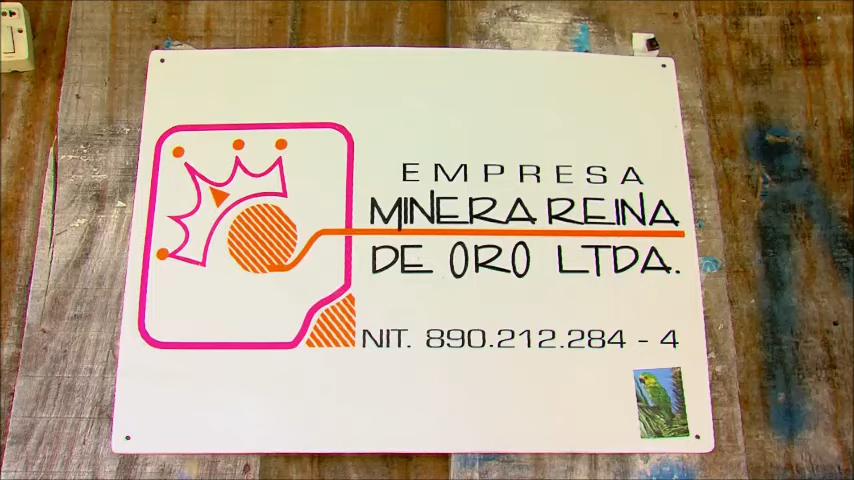 EMPRESA
MINERA REINA
DE ORO LTDA.
NIT. 890.212.284 - 4